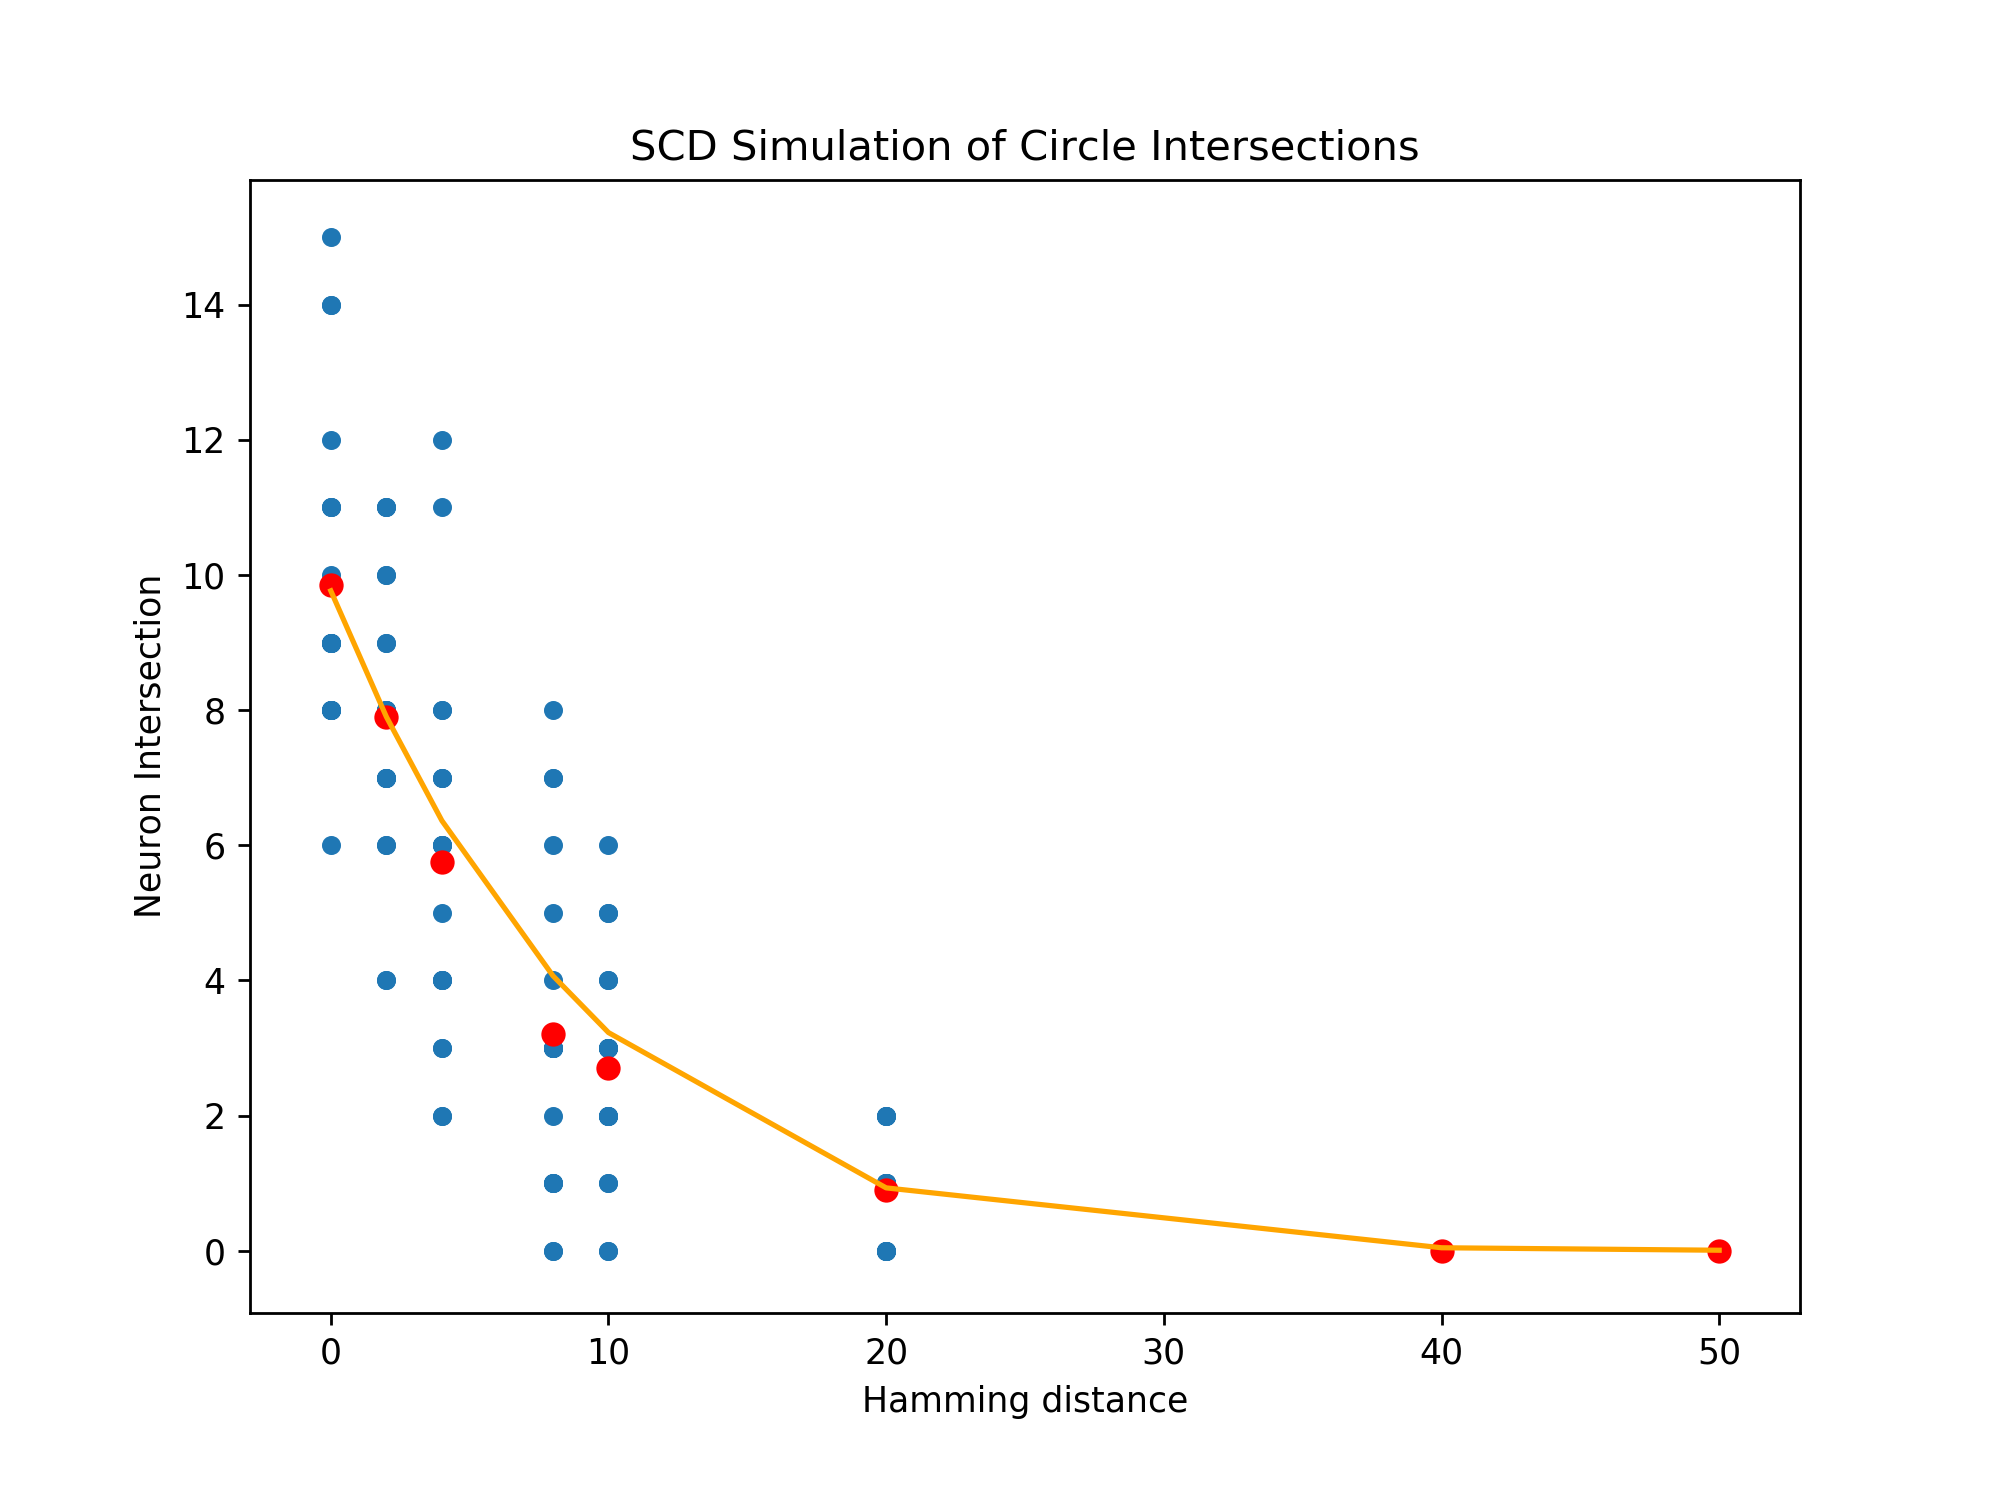 SCD Simulation of Circle Intersections
14
12
10
8
6
4
2
0
Neuron Intersection
0 10 20 30 40 50
Hamming distance